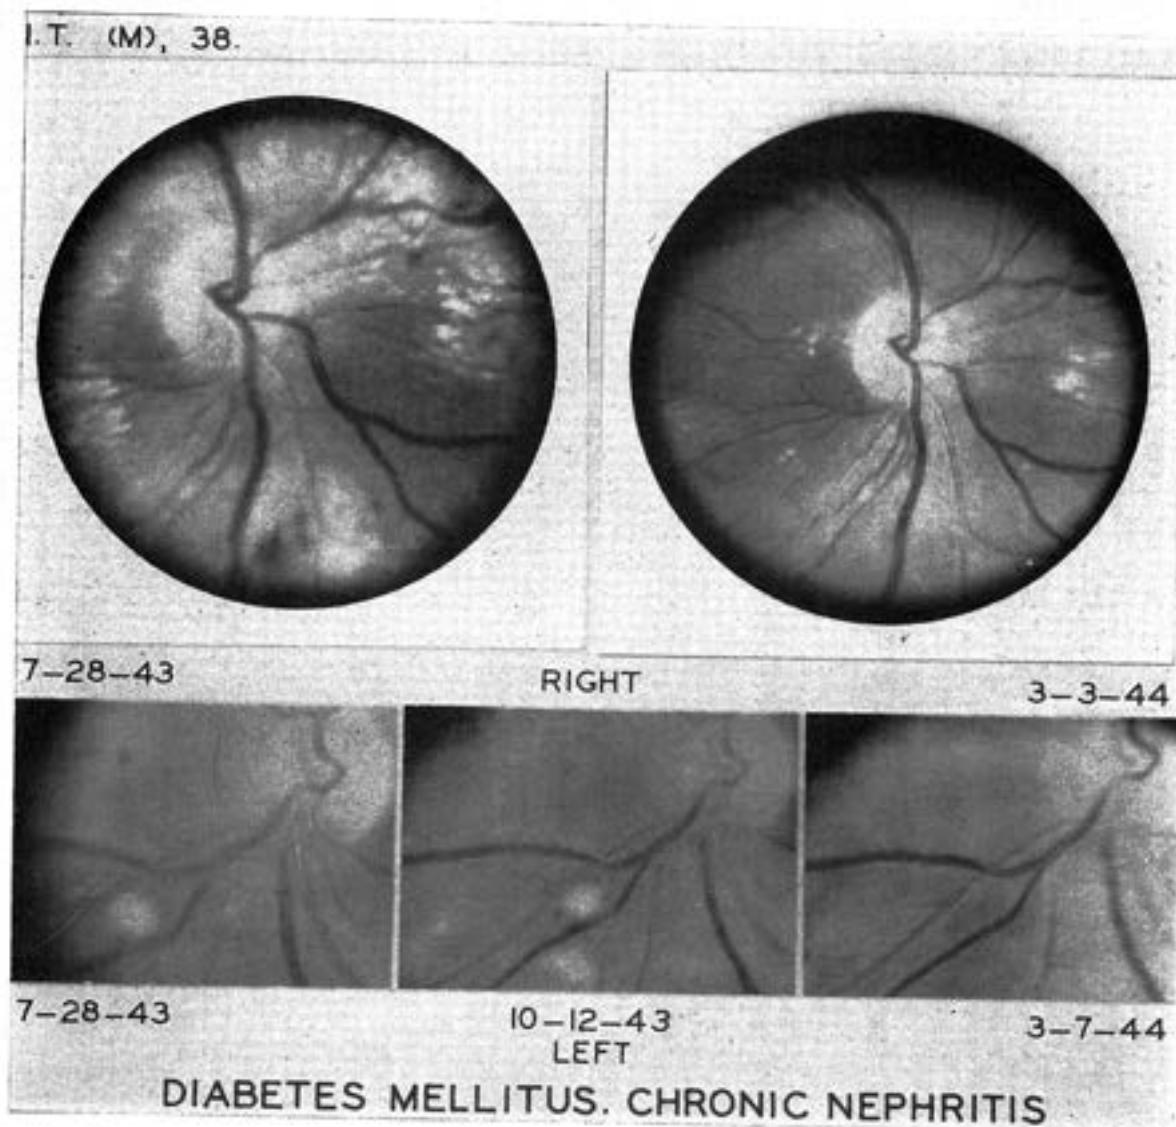 I.T. (M), 38.
7-28-43
RIGHT
3-3-44
7-28-43
10-12-43
3-7-44
LEFT
DIABETES MELLITUS. CHRONIC NEPHRITIS